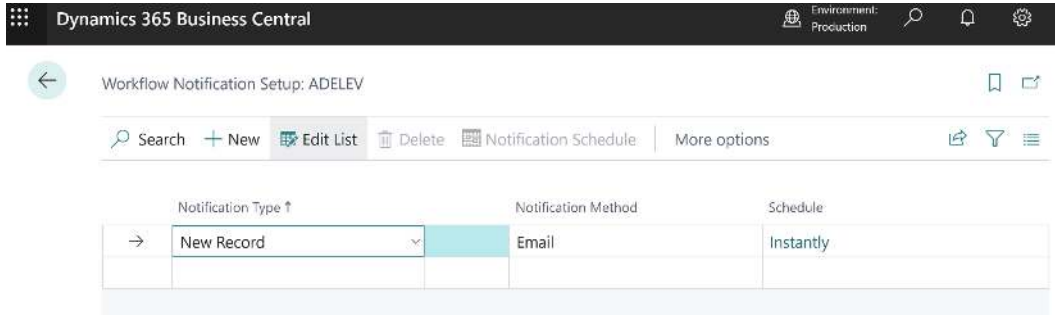 Dynamics 365 Business Central
Environment:
Production
Workflow Notification Setup: ADELEV
Search New Edit List Delete Notification Schedule More options
Notification Type ↑ Notification Method Schedule
New Record Email Instantly